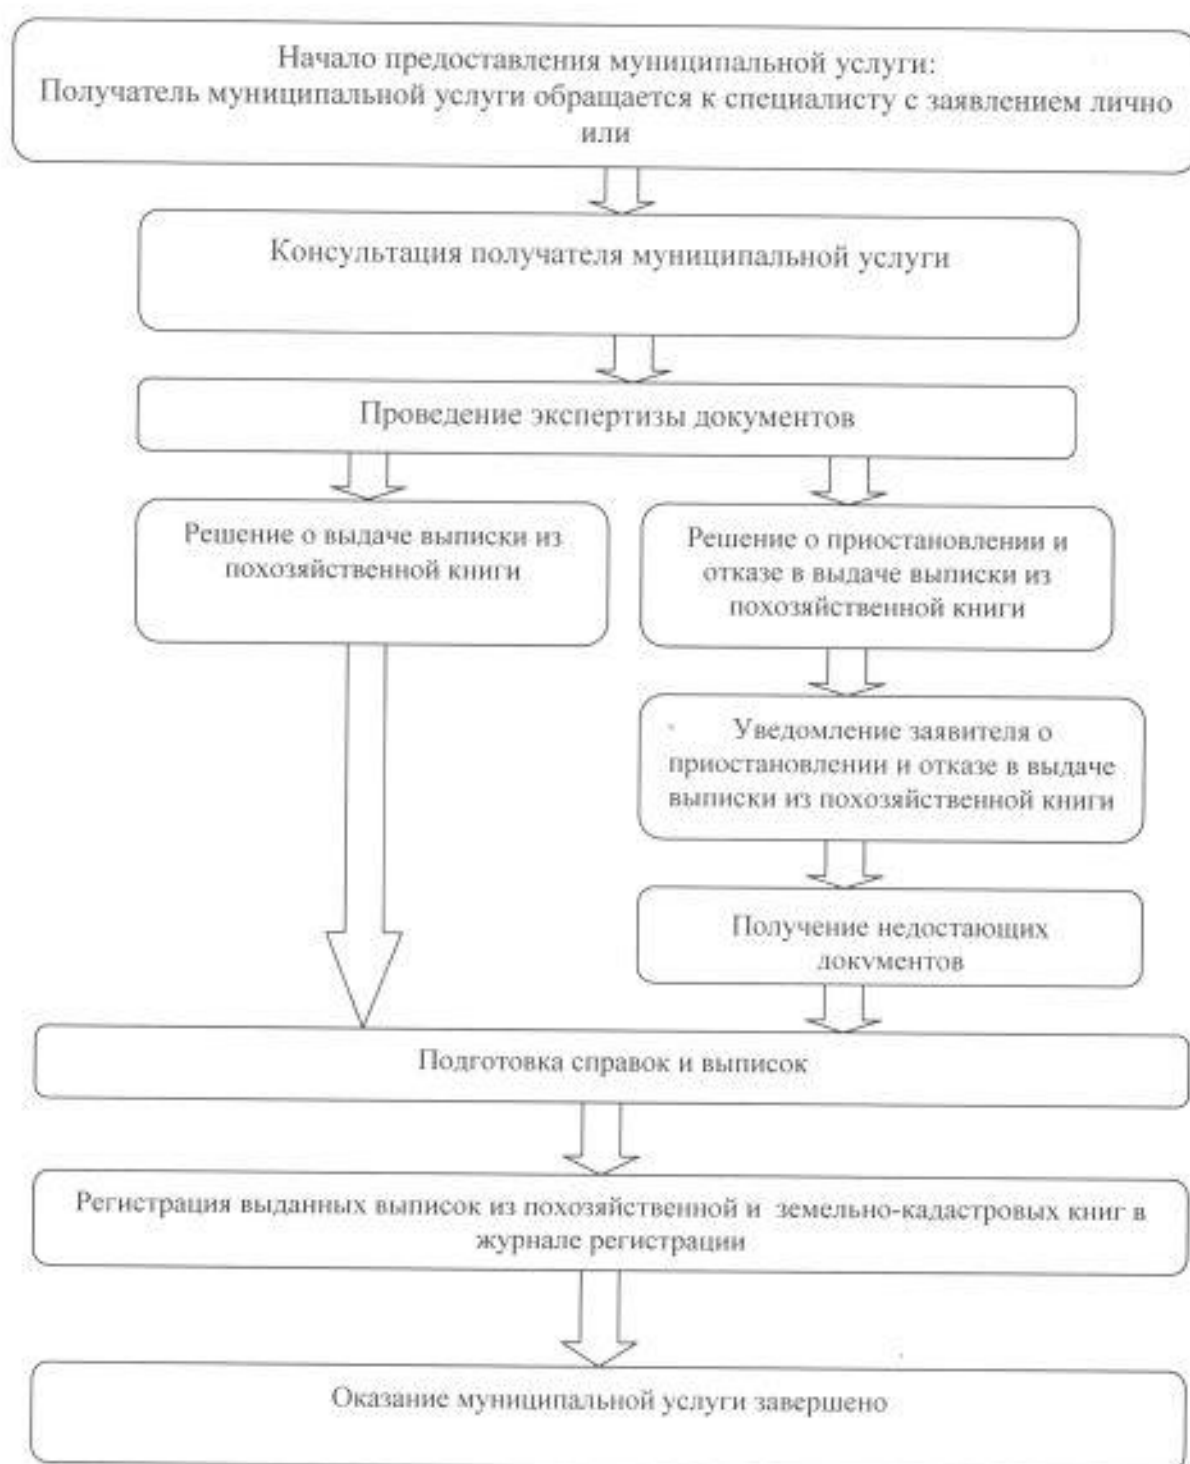 Начало предоставления муниципальной услуги:
Получатель муниципальной услуги обращается к специалисту с заявлением лично
или
Консультация получателя муниципальной услуги
Проведение экспертизы документов
Решение о выдаче выписки из
похозяйственной книги
Решение о приостановлении и
отказе в выдаче выписки из
похозяйственной книги
Уведомление заявителя о
приостановлении и отказе в выдаче
выписки из похозяйственной книги
Получение недостающих
документов
Подготовка справок и выписок
Регистрация выданных выписок из похозяйственной и земельно-кадастровых книг в
журнале регистрации
Оказание муниципальной услуги завершено